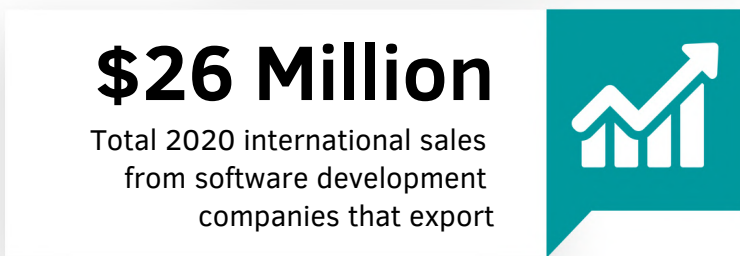 $26 Million
Total 2020 international sales
from software development
companies that export